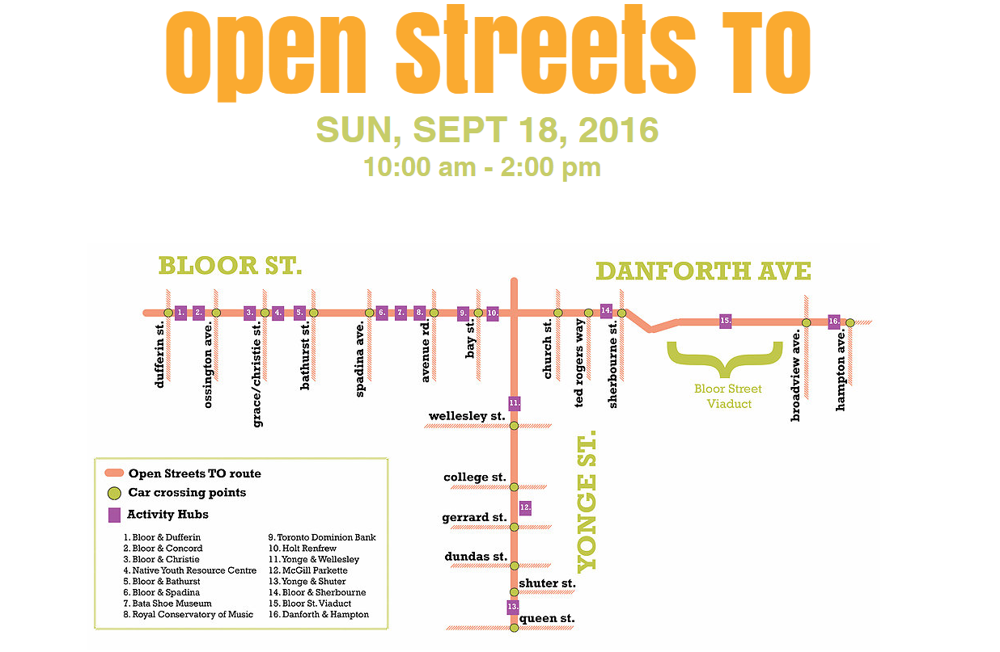 Open Streets TO
SUN, SEPT 18, 2016
10:00 am - 2:00 pm
BLOOR ST.
DANFORTH AVE
1.
2.
3.
4.
5.
6.
7.
8.
9.
10.
14.
15.
16.
dufferin st.
ossington ave.
grace/christie st.
bathurst st.
spadina ave.
avenue rd.
bay st.
church st.
ted rogers way
sherbourne st.
broadview ave.
hampton ave.
Bloor Street
Viaduct
11.
wellesley st.
YONGE ST.
college st.
12.
gerrard st.
dundas st.
shuter st.
13.
queen st.
Open Streets TO route
Car crossing points
Activity Hubs
1. Bloor & Dufferin
2. Bloor & Concord
3. Bloor & Christie
4. Native Youth Resource Centre
5. Bloor & Bathurst
6. Bloor & Spadina
7. Bata Shoe Museum
8. Royal Conservatory of Music
9. Toronto Dominion Bank
10. Holt Renfrew
11. Yonge & Wellesley
12. McGill Parkette
13. Yonge & Shuter
14. Bloor & Sherbourne
15. Bloor St. Viaduct
16. Danforth & Hampton